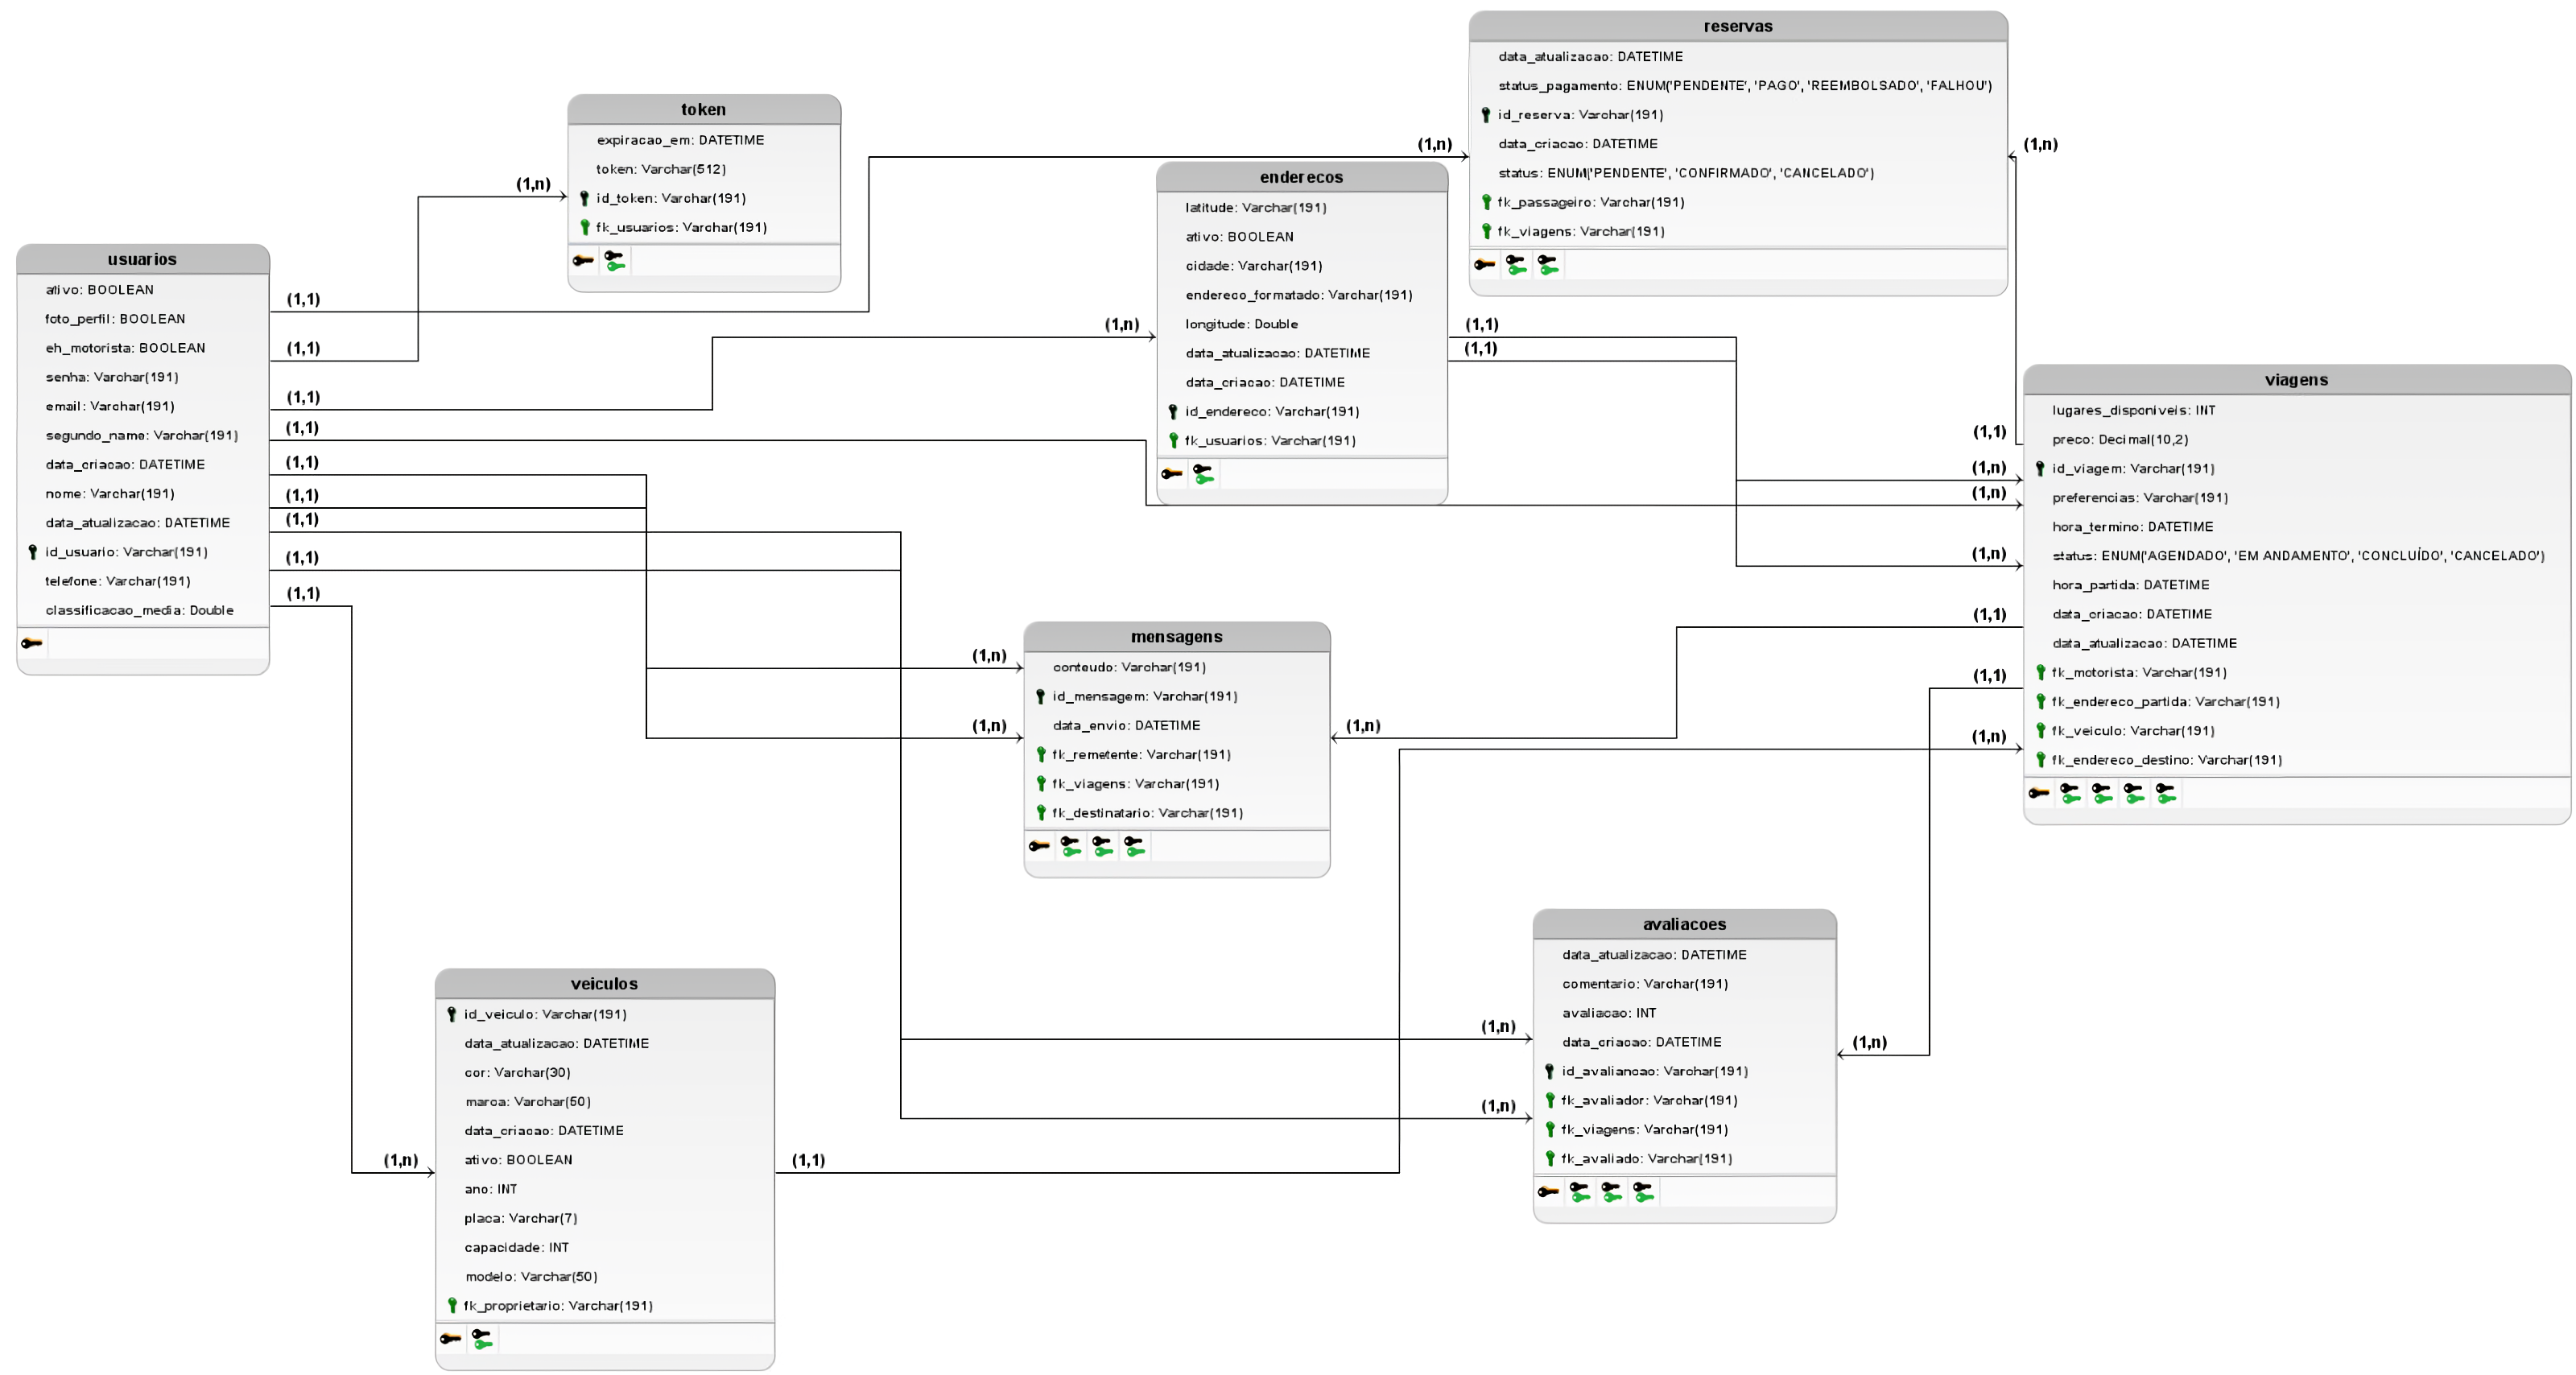 reservas
data_atualizacao: DATETIME
status_pagamento: ENUM('PENDENTE', 'PAGO', 'REEMBOLSADO', 'FALHOU')
id_reserva: Varchar(191)
data_criacao: DATETIME
status: ENUM('PENDENTE', 'CONFIRMADO', 'CANCELADO')
fk_passageiro: Varchar(191)
fk_viagens: Varchar(191)
(1,n)
(1,n)
token
expiracao_em: DATETIME
token: Varchar(512)
id_token: Varchar(191)
fk_usuarios: Varchar(191)
(1,n)
enderecos
latitude: Varchar(191)
ativo: BOOLEAN
cidade: Varchar(191)
endereco_formatado: Varchar(191)
longitude: Double
data_atualizacao: DATETIME
data_criacao: DATETIME
id_endereco: Varchar(191)
fk_usuarios: Varchar(191)
(1,n)
(1,1)
(1,1)
usuarios
ativo: BOOLEAN
foto_perfil: BOOLEAN
eh_motorista: BOOLEAN
senha: Varchar(191)
email: Varchar(191)
segundo_name: Varchar(191)
data_criacao: DATETIME
nome: Varchar(191)
data_atualizacao: DATETIME
id_usuario: Varchar(191)
telefone: Varchar(191)
classificacao_media: Double
(1,1)
(1,1)
(1,1)
(1,1)
(1,1)
(1,1)
(1,1)
(1,1)
(1,1)
viagens
lugares_disponiveis: INT
preco: Decimal(10,2)
id_viagem: Varchar(191)
preferencias: Varchar(191)
hora_termino: DATETIME
status: ENUM('AGENDADO', 'EM ANDAMENTO', 'CONCLUÍDO', 'CANCELADO')
hora_partida: DATETIME
data_criacao: DATETIME
data_atualizacao: DATETIME
fk_motorista: Varchar(191)
fk_endereco_partida: Varchar(191)
fk_veiculo: Varchar(191)
fk_endereco_destino: Varchar(191)
(1,1)
(1,n)
(1,n)
(1,n)
(1,1)
(1,1)
(1,n)
mensagens
conteudo: Varchar(191)
id_mensagem: Varchar(191)
data_envio: DATETIME
fk_remetente: Varchar(191)
fk_viagens: Varchar(191)
fk_destinatario: Varchar(191)
(1,n)
(1,n)
(1,n)
avaliacoes
data_atualizacao: DATETIME
comentario: Varchar(191)
avaliacao: INT
data_criacao: DATETIME
id_avaliancao: Varchar(191)
fk_avaliador: Varchar(191)
fk_viagens: Varchar(191)
fk_avaliado: Varchar(191)
(1,n)
(1,n)
(1,n)
veiculos
id_veiculo: Varchar(191)
data_atualizacao: DATETIME
cor: Varchar(30)
marca: Varchar(50)
data_criacao: DATETIME
ativo: BOOLEAN
ano: INT
placa: Varchar(7)
capacidade: INT
modelo: Varchar(50)
fk_proprietario: Varchar(191)
(1,n)
(1,1)